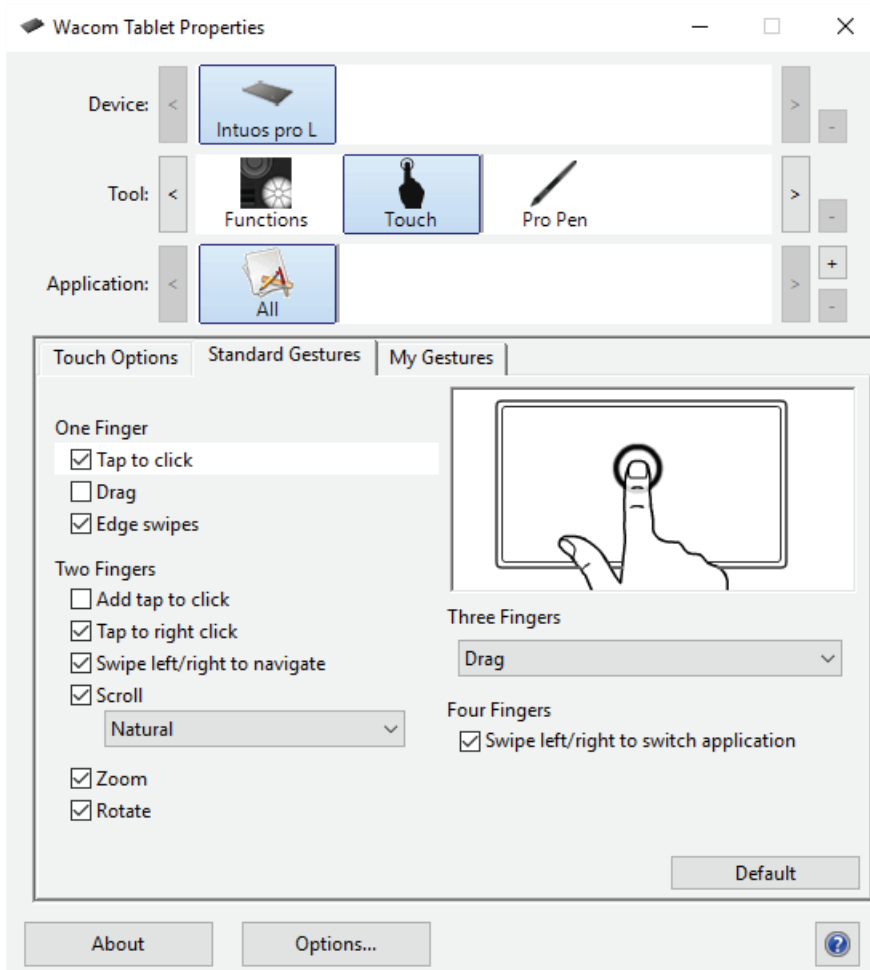 Wacom Tablet Properties
Device:
<
Intuos pro L
>
-
Tool:
<
Functions
Touch
Pro Pen
>
-
Application:
<
All
>
+
-
Touch Options
Standard Gestures
My Gestures
One Finger
Tap to click
Drag
Edge swipes
Two Fingers
Add tap to click
Tap to right click
Swipe left/right to navigate
Scroll
Natural
Zoom
Rotate
Three Fingers
Drag
Four Fingers
Swipe left/right to switch application
Default
About
Options...
?